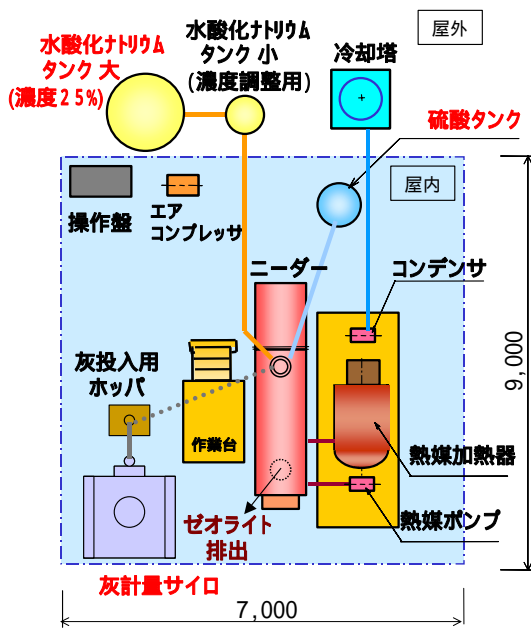 水酸化ナトリウム
タンク 大
(濃度25%)
水酸化ナトリウム
タンク 小
(濃度調整用)
冷却塔
屋外
硫酸タンク
屋内
操作盤
エア
コンプレッサ
ニーダー
コンデンサ
灰投入用
ホッパ
作業台
熱媒加熱器
熱媒ポンプ
ゼオライト
排出
灰計量サイロ
9,000
7,000